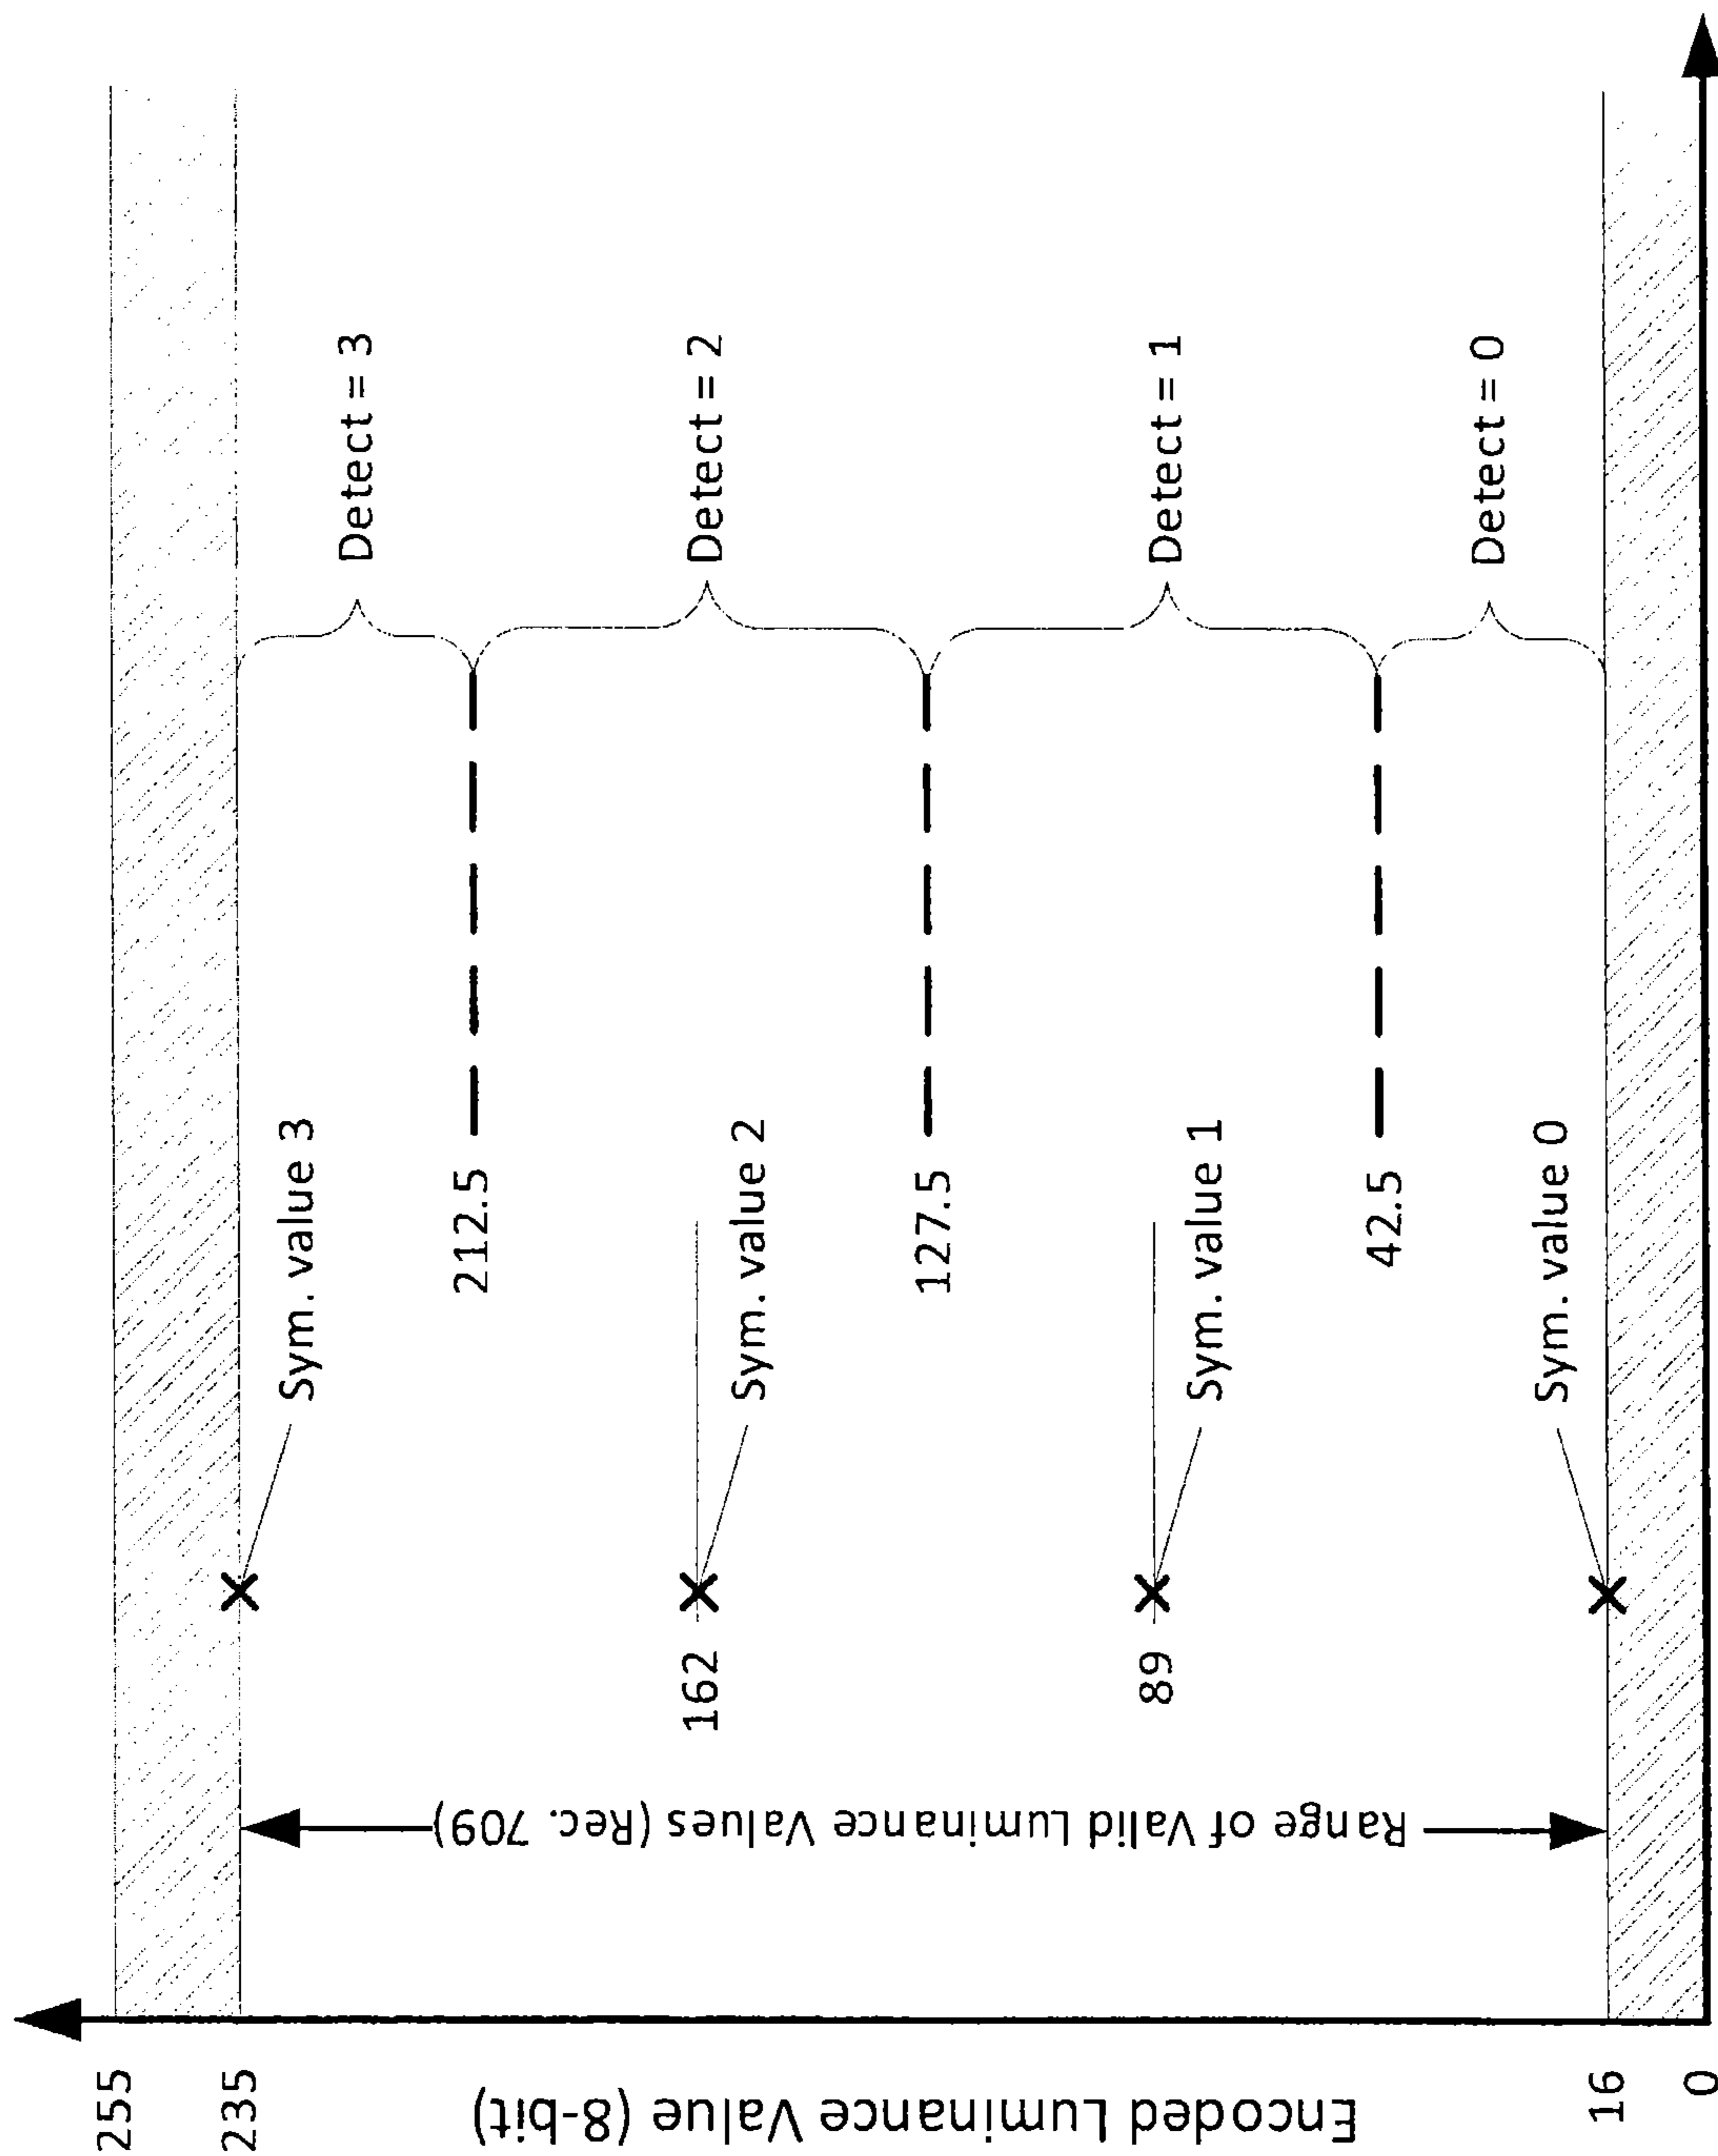 255
235
Encoded Luminance Value (8-bit)
16
0
Range of Valid Luminance Values (Rec. 709)
162
89
Sym. value 3
Sym. value 2
Sym. value 1
Sym. value 0
212.5
127.5
42.5
Detect = 3
Detect = 2
Detect = 1
Detect = 0